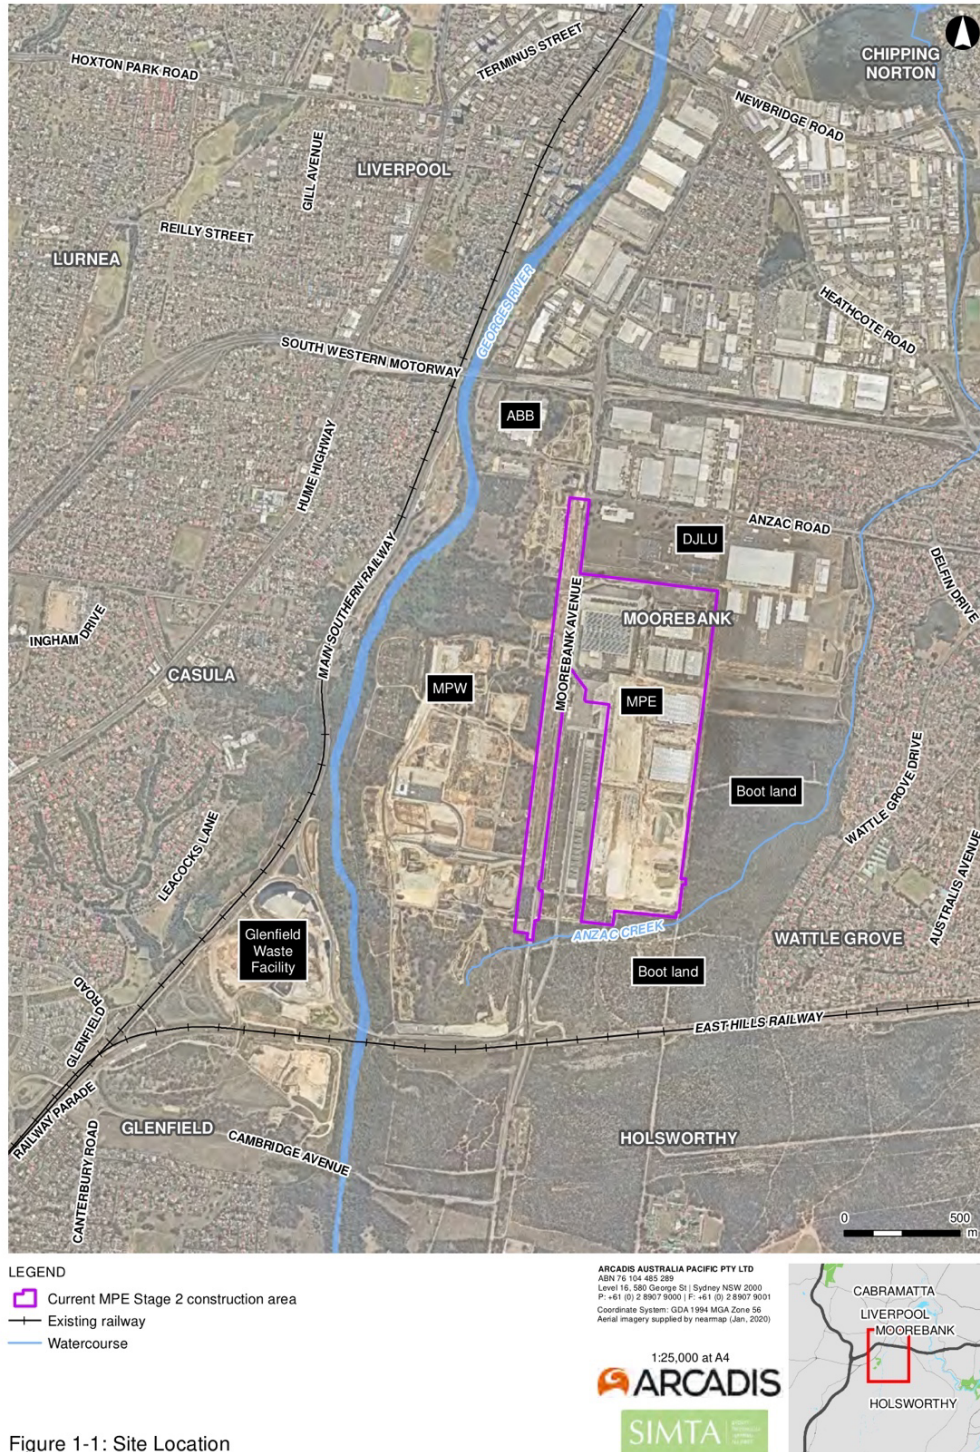 HOXTON PARK ROAD
TERMINUS STREET
CHIPPING
NORTON
NEWBRIDGE ROAD
GILL AVENUE
LIVERPOOL
REILLY STREET
LURNEA
GEORGES RIVER
HEATHCOTE ROAD
SOUTH WESTERN MOTORWAY
ABB
HUME HIGHWAY
ANZAC ROAD
DJLU
DELFIN DRIVE
MAIN SOUTHERN RAILWAY
MOOREBANK AVENUE
MOOREBANK
INGHAM DRIVE
CASULA
MPW
MPE
Boot land
WATTLE GROVE DRIVE
LEACOCKS LANE
AUSTRALIS AVENUE
Glenfield
Waste
Facility
ANZAC CREEK
WATTLE GROVE
Boot land
GLENFIELD
ROAD
EAST HILLS RAILWAY
RAILWAY PARADE
GLENFIELD
CAMBRIDGE AVENUE
HOLSWORTHY
CANTERBURY ROAD
0 500
m
LEGEND
Current MPE Stage 2 construction area
Existing railway
Watercourse
ARCADIS AUSTRALIA PACIFIC PTY LTD
ABN 76 104 485 289
Level 16, 580 George St | Sydney NSW 2000
P: +61 (0) 2 8907 9000 | F: +61 (0) 2 8907 9001
Coordinate System: GDA 1994 MGA Zone 56
Aerial imagery supplied by nearmap (Jan, 2020)
1:25,000 at A4
ARCADIS
SIMTA
CABRAMATTA
LIVERPOOL
MOOREBANK
HOLSWORTHY
Figure 1-1: Site Location